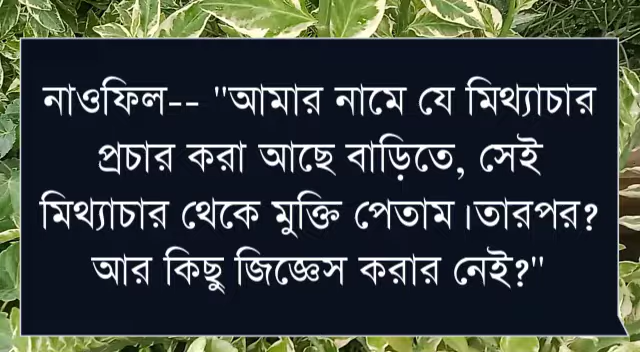 নাওফিল-- "আমার নামে যে মিথ্যাচার
প্রচার করা আছে বাড়িতে, সেই
মিথ্যাচার থেকে মুক্তি পেতাম।তারপর?
আর কিছু জিজ্ঞেস করার নেই?"